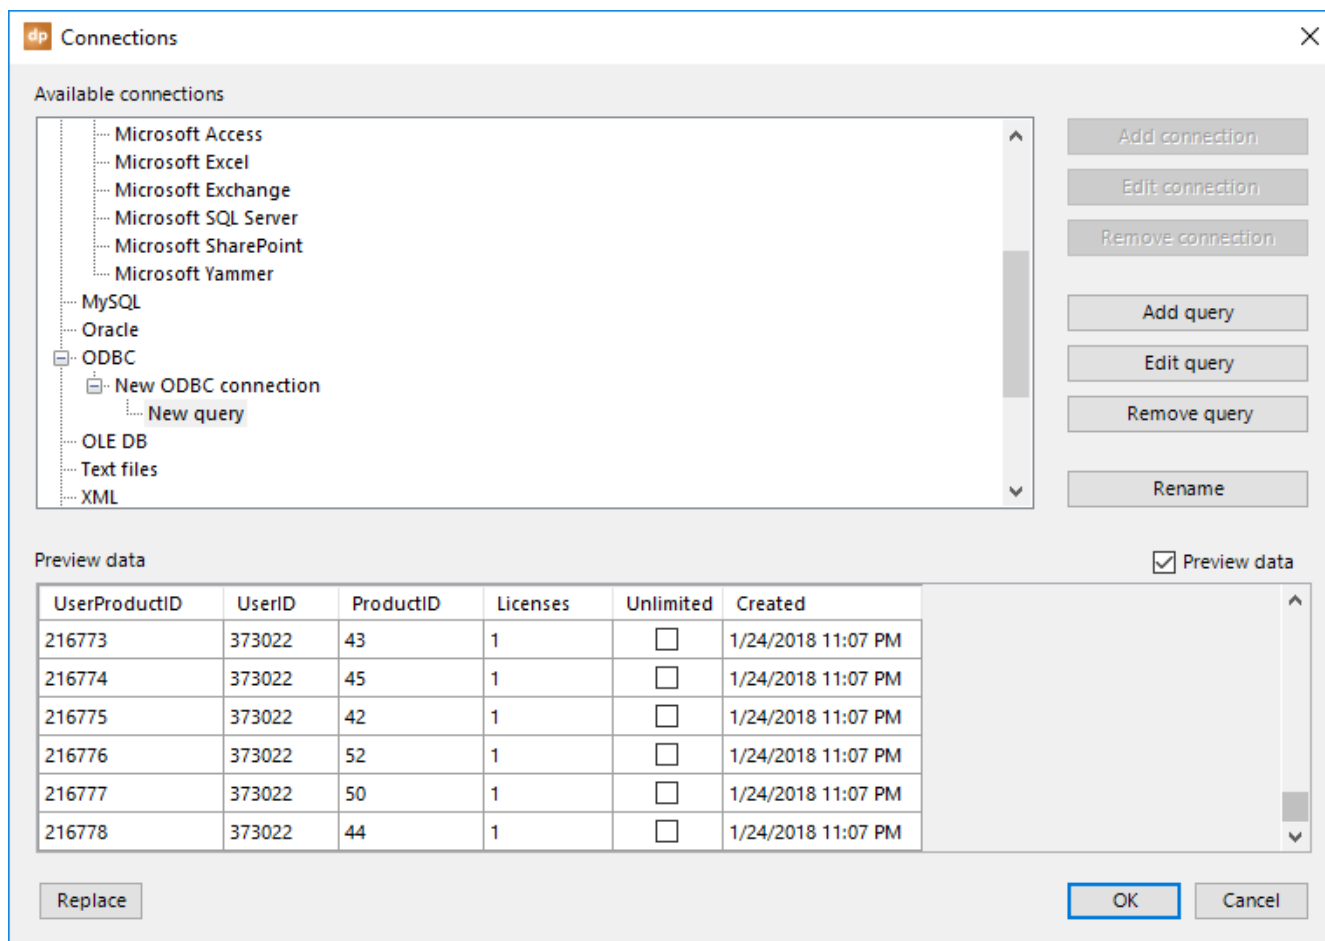 dp Connections
Available connections
Microsoft Access
Microsoft Excel
Microsoft Exchange
Microsoft SQL Server
Microsoft SharePoint
Microsoft Yammer
MySQL
Oracle
ODBC
New ODBC connection
New query
OLE DB
Text files
XML
Add connection
Edit connection
Remove connection
Add query
Edit query
Remove query
Rename
Preview data
Preview data
UserProductID UserID ProductID Licenses Unlimited Created
216773 373022 43 1 1/24/2018 11:07 PM
216774 373022 45 1 1/24/2018 11:07 PM
216775 373022 42 1 1/24/2018 11:07 PM
216776 373022 52 1 1/24/2018 11:07 PM
216777 373022 50 1 1/24/2018 11:07 PM
216778 373022 44 1 1/24/2018 11:07 PM
Replace
OK
Cancel